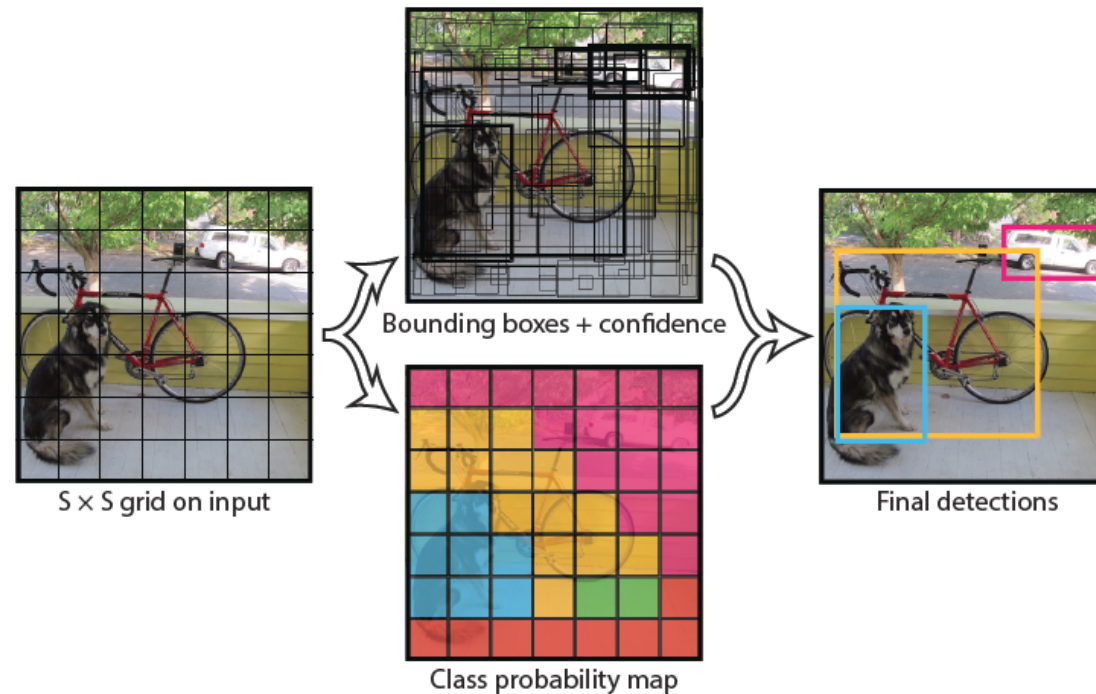 Bounding boxes + confidence
S × S grid on input
Final detections
Class probability map